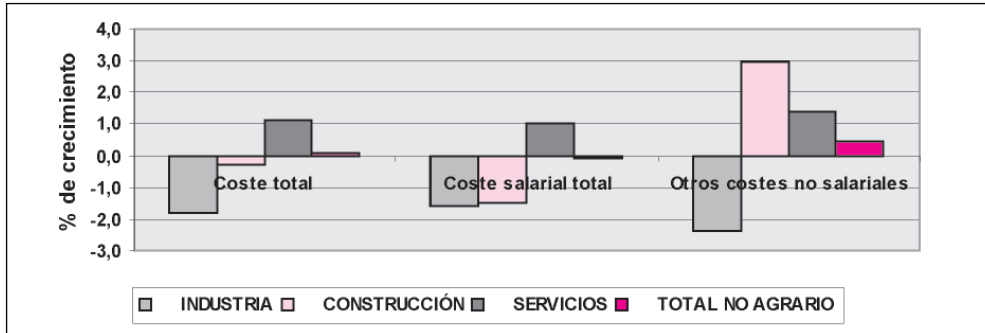 4,0
3,0
2,0
1,0
0,0
-1,0
-2,0
-3,0
% de crecimiento
Coste total
Coste salarial total
Otros costes no salariales
INDUSTRIA CONSTRUCCIÓN SERVICIOS TOTAL NO AGRARIO